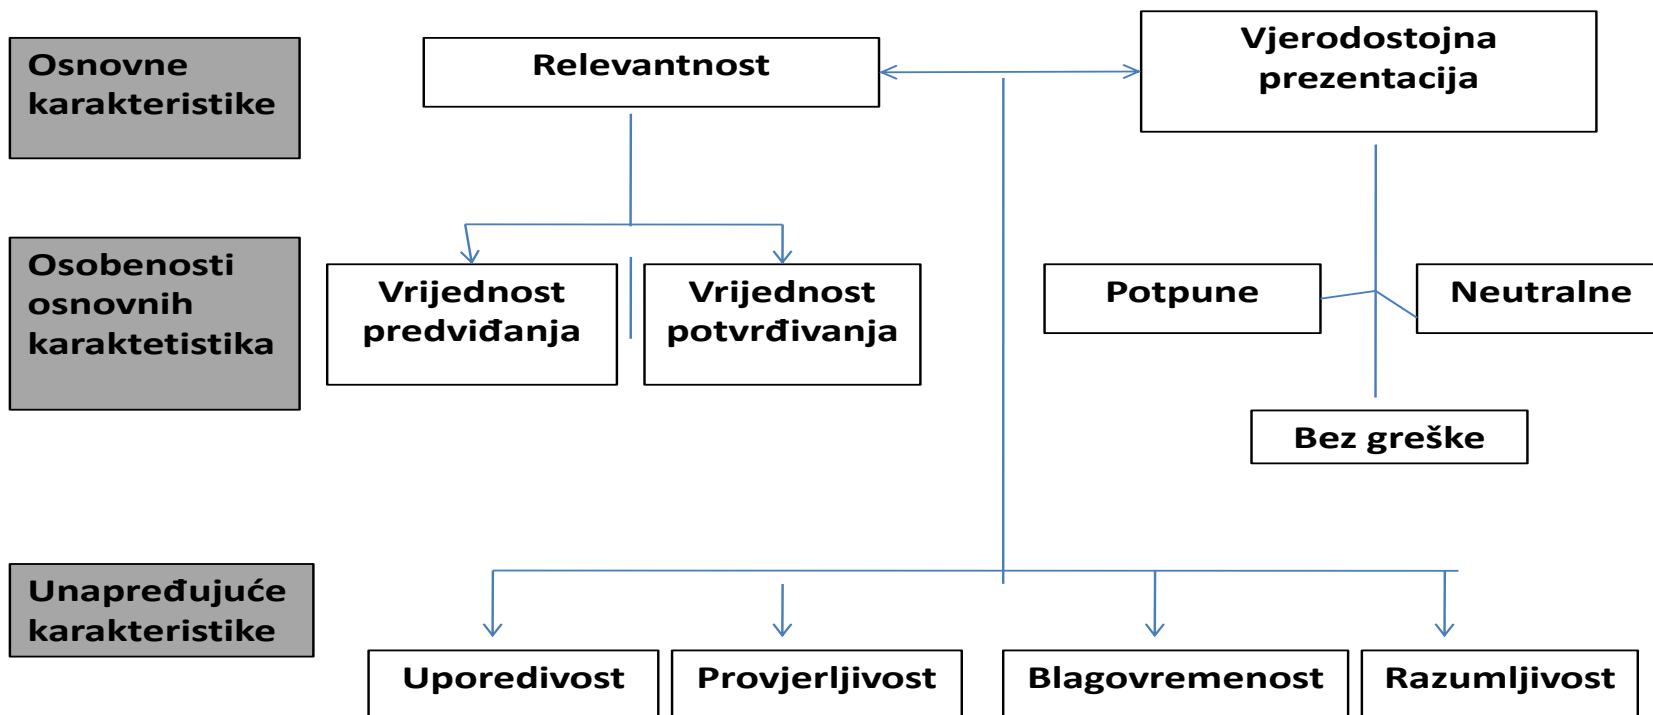 Osnovne
karakteristike
Relevantnost
Vjerodostojna
prezentacija
Osobenosti
osnovnih
karaktetistika
Vrijednost
predviđanja
Vrijednost
potvrđivanja
Potpune
Neutralne
Bez greške
Unapređujuće
karakteristike
Uporedivost
Provjerljivost
Blagovremenost
Razumljivost